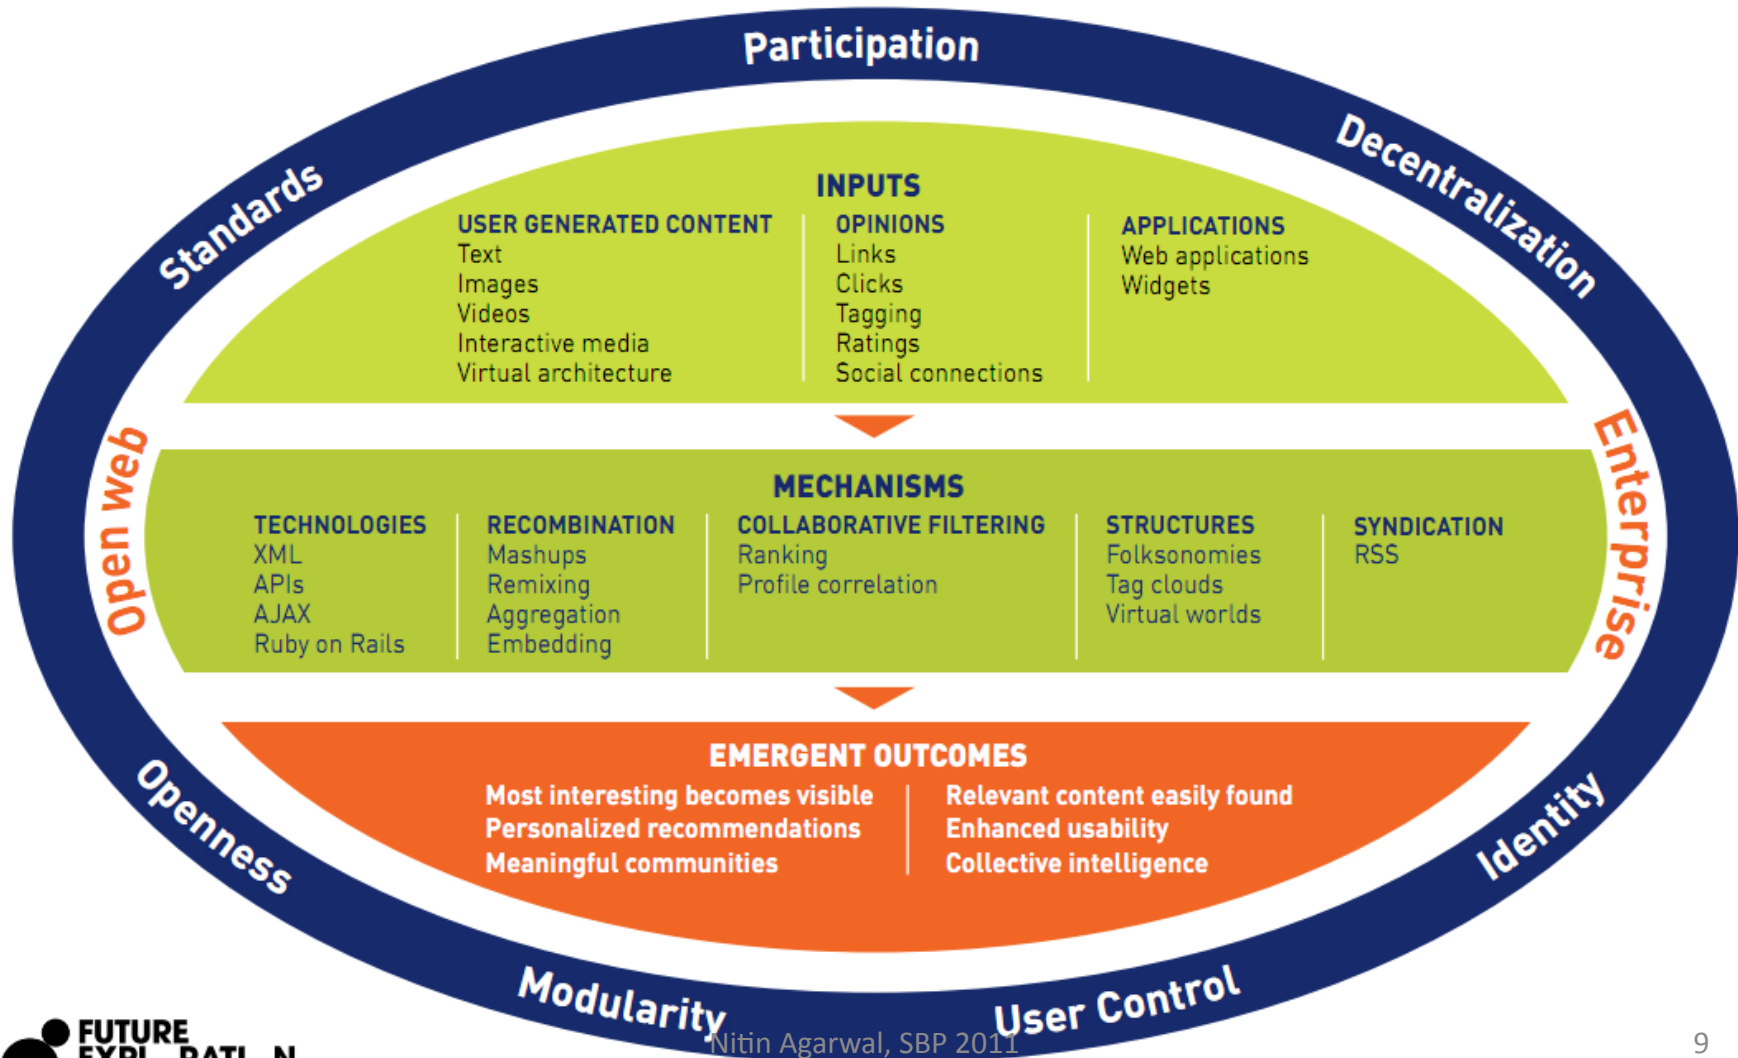 Participation
Standards
Decentralization
INPUTS
USER GENERATED CONTENT
Text
Images
Videos
Interactive media
Virtual architecture
OPINIONS
Links
Clicks
Tagging
Ratings
Social connections
APPLICATIONS
Web applications
Widgets
Open web
Enterprise
MECHANISMS
TECHNOLOGIES
XML
APIs
AJAX
Ruby on Rails
RECOMBINATION
Mashups
Remixing
Aggregation
Embedding
COLLABORATIVE FILTERING
Ranking
Profile correlation
STRUCTURES
Folksonomies
Tag clouds
Virtual worlds
SYNDICATION
RSS
EMERGENT OUTCOMES
Most interesting becomes visible
Personalized recommendations
Meaningful communities
Relevant content easily found
Enhanced usability
Collective intelligence
Openness
Identity
Modularity
User Control
FUTURE
Nitin Agarwal, SBP 2011
9